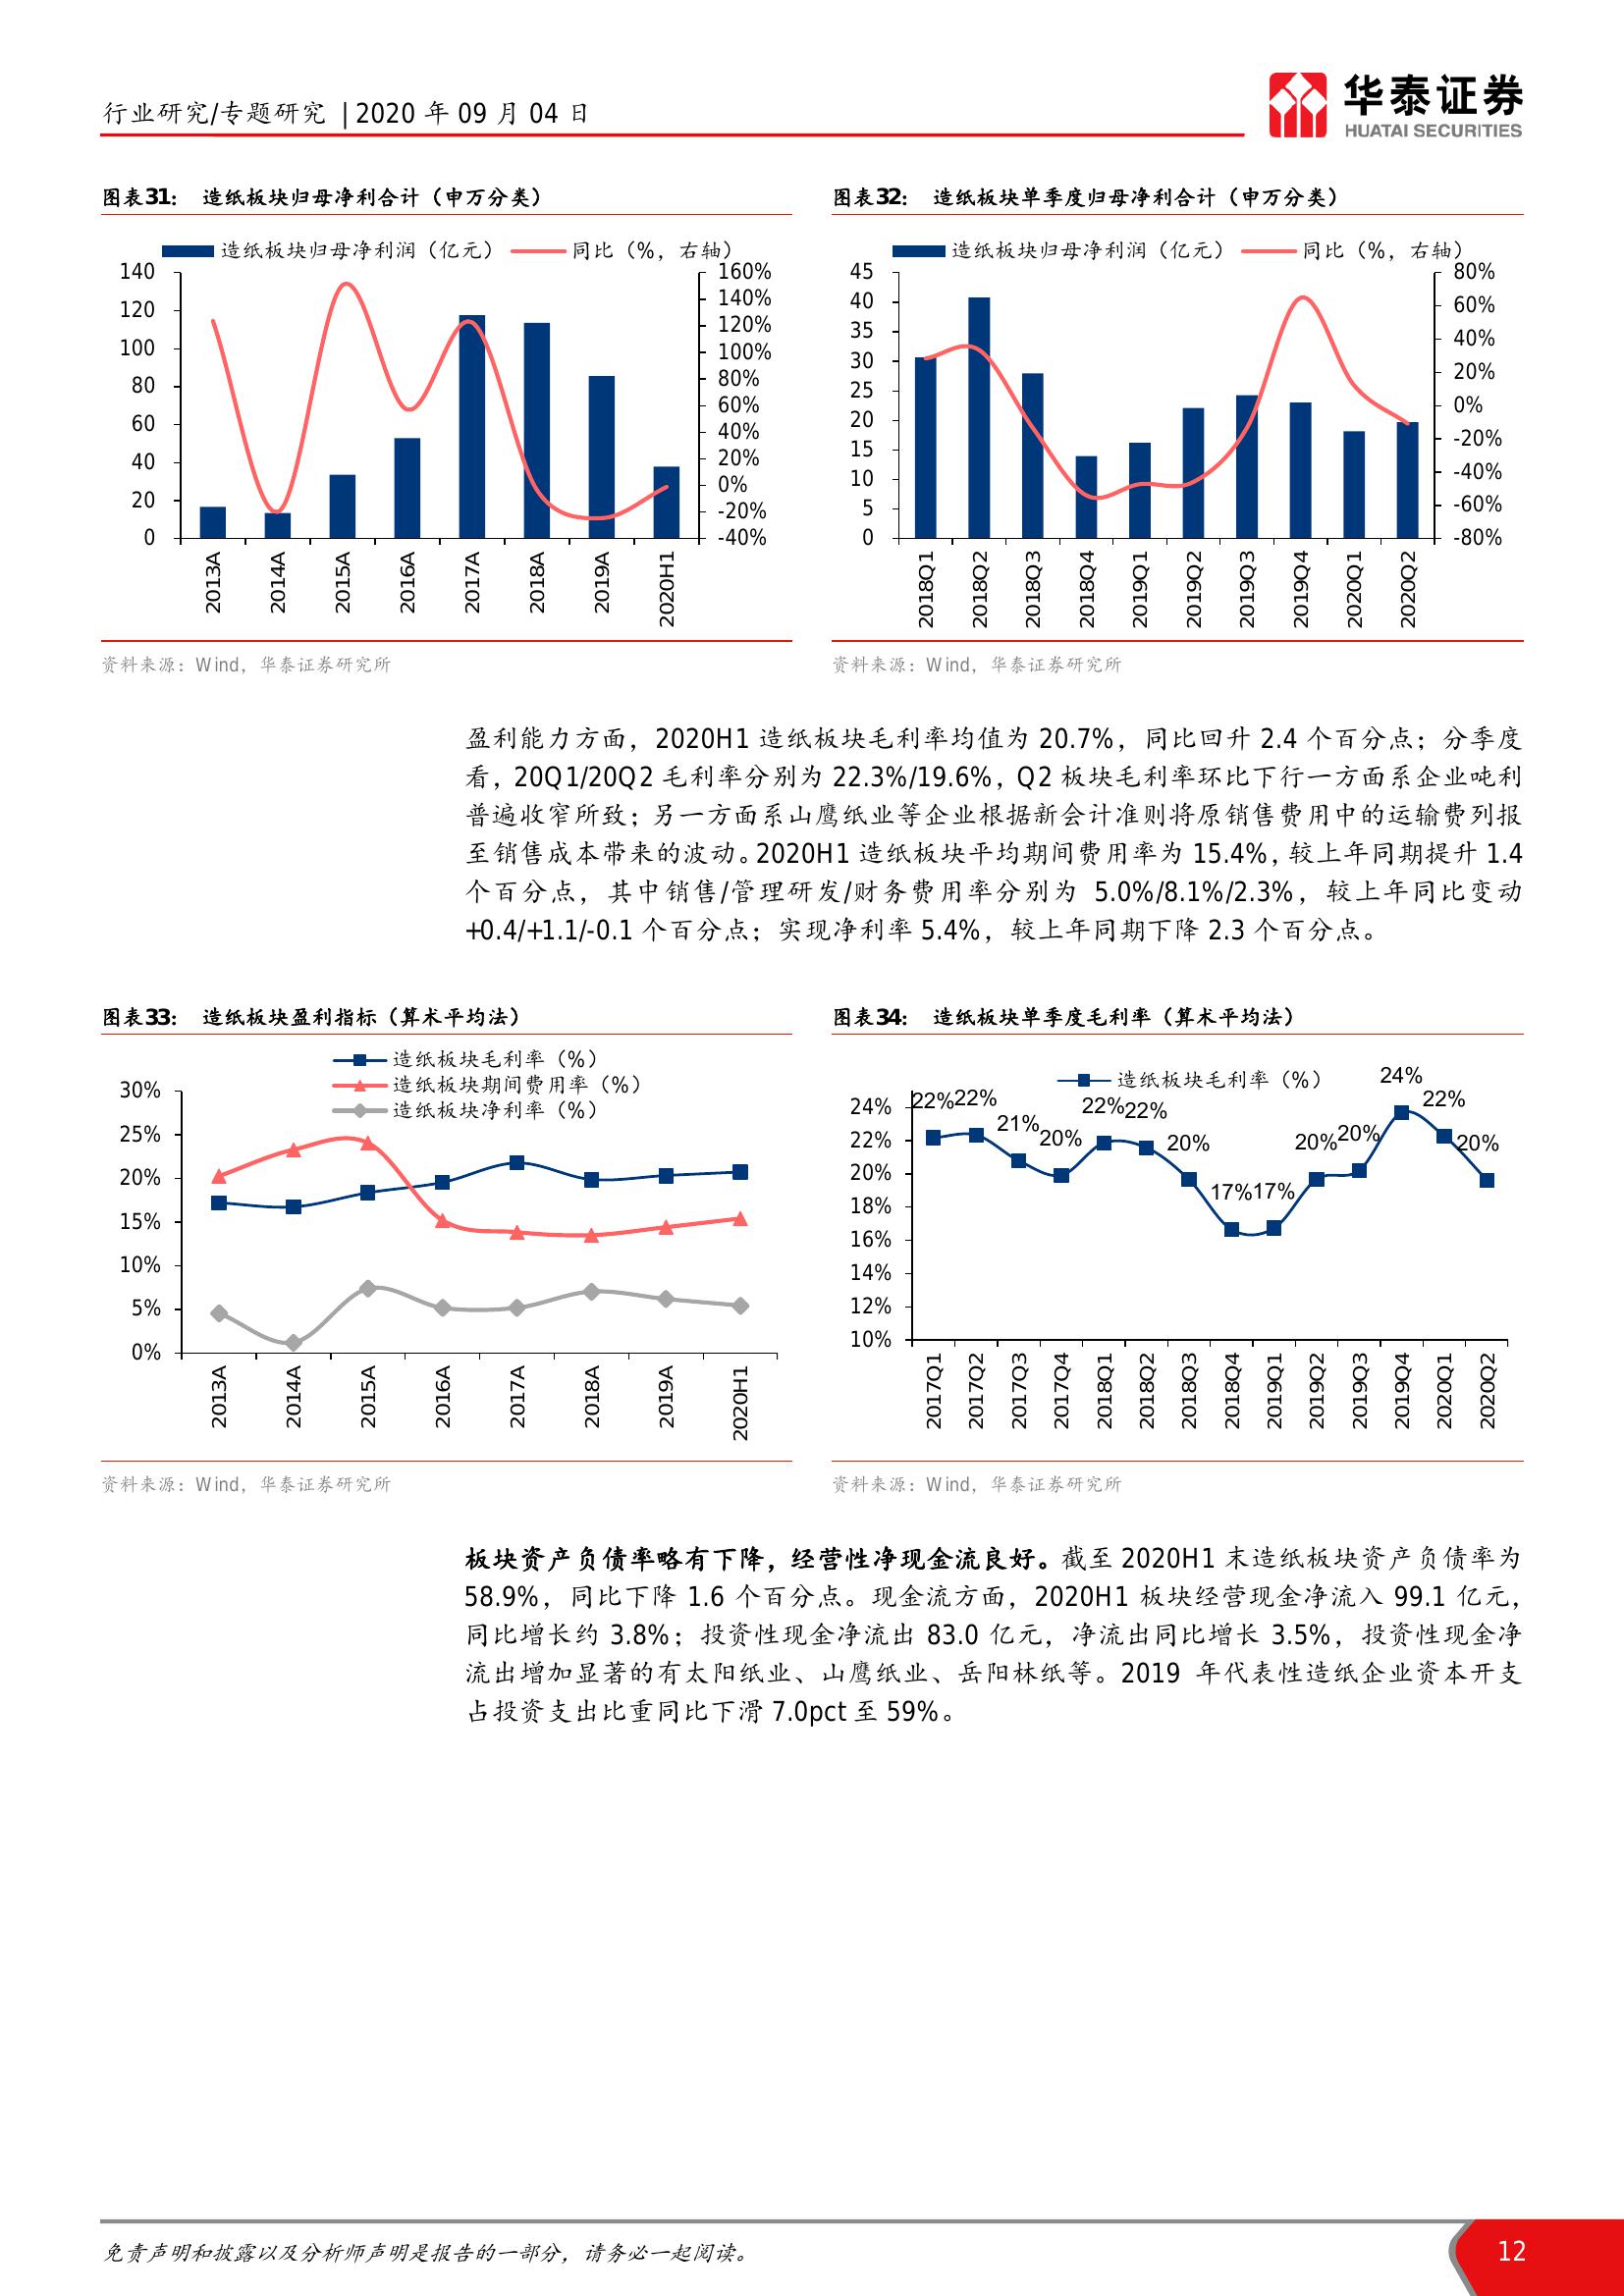 行业研究/专题研究 | 2020 年 09 月 04 日
华泰证券
HUATAI SECURITIES
图表31: 造纸板块归母净利合计（申万分类）
造纸板块归母净利润（亿元） 同比（%，右轴）
140
120
100
80
60
40
20
0
160%
140%
120%
100%
80%
60%
40%
20%
0%
-20%
-40%
2013A 2014A 2015A 2016A 2017A 2018A 2019A 2020H1
资料来源：Wind，华泰证券研究所
图表32: 造纸板块单季度归母净利合计（申万分类）
造纸板块归母净利润（亿元） 同比（%，右轴）
45
40
35
30
25
20
15
10
5
0
80%
60%
40%
20%
0%
-20%
-40%
-60%
-80%
2018Q1 2018Q2 2018Q3 2018Q4 2019Q1 2019Q2 2019Q3 2019Q4 2020Q1 2020Q2
资料来源：Wind，华泰证券研究所
盈利能力方面，2020H1 造纸板块毛利率均值为 20.7%，同比回升 2.4 个百分点；分季度
看，20Q1/20Q2 毛利率分别为 22.3%/19.6%，Q2 板块毛利率环比下行一方面系企业吨利
普遍收窄所致；另一方面系山鹰纸业等企业根据新会计准则将原销售费用中的运输费列报
至销售成本带来的波动。2020H1 造纸板块平均期间费用率为 15.4%，较上年同期提升 1.4
个百分点，其中销售/管理研发/财务费用率分别为 5.0%/8.1%/2.3%，较上年同比变动
+0.4/+1.1/-0.1 个百分点；实现净利率 5.4%，较上年同期下降 2.3 个百分点。
图表33: 造纸板块盈利指标（算术平均法）
造纸板块毛利率（%）
造纸板块期间费用率（%）
造纸板块净利率（%）
30%
25%
20%
15%
10%
5%
0%
2013A 2014A 2015A 2016A 2017A 2018A 2019A 2020H1
资料来源：Wind，华泰证券研究所
图表34: 造纸板块单季度毛利率（算术平均法）
造纸板块毛利率（%）
24%
22%
20%
18%
16%
14%
12%
10%
22% 22% 21% 20% 22% 22% 20% 17% 17% 20% 20% 24% 22% 20%
2017Q1 2017Q2 2017Q3 2017Q4 2018Q1 2018Q2 2018Q3 2018Q4 2019Q1 2019Q2 2019Q3 2019Q4 2020Q1 2020Q2
资料来源：Wind，华泰证券研究所
板块资产负债率略有下降，经营性净现金流良好。截至 2020H1 末造纸板块资产负债率为
58.9%，同比下降 1.6 个百分点。现金流方面，2020H1 板块经营现金净流入 99.1 亿元，
同比增长约 3.8%；投资性现金净流出 83.0 亿元，净流出同比增长 3.5%，投资性现金净
流出增加显著的有太阳纸业、山鹰纸业、岳阳林纸等。2019 年代表性造纸企业资本开支
占投资支出比重同比下滑 7.0pct 至 59%。
免责声明和披露以及分析师声明是报告的一部分，请务必一起阅读。
12